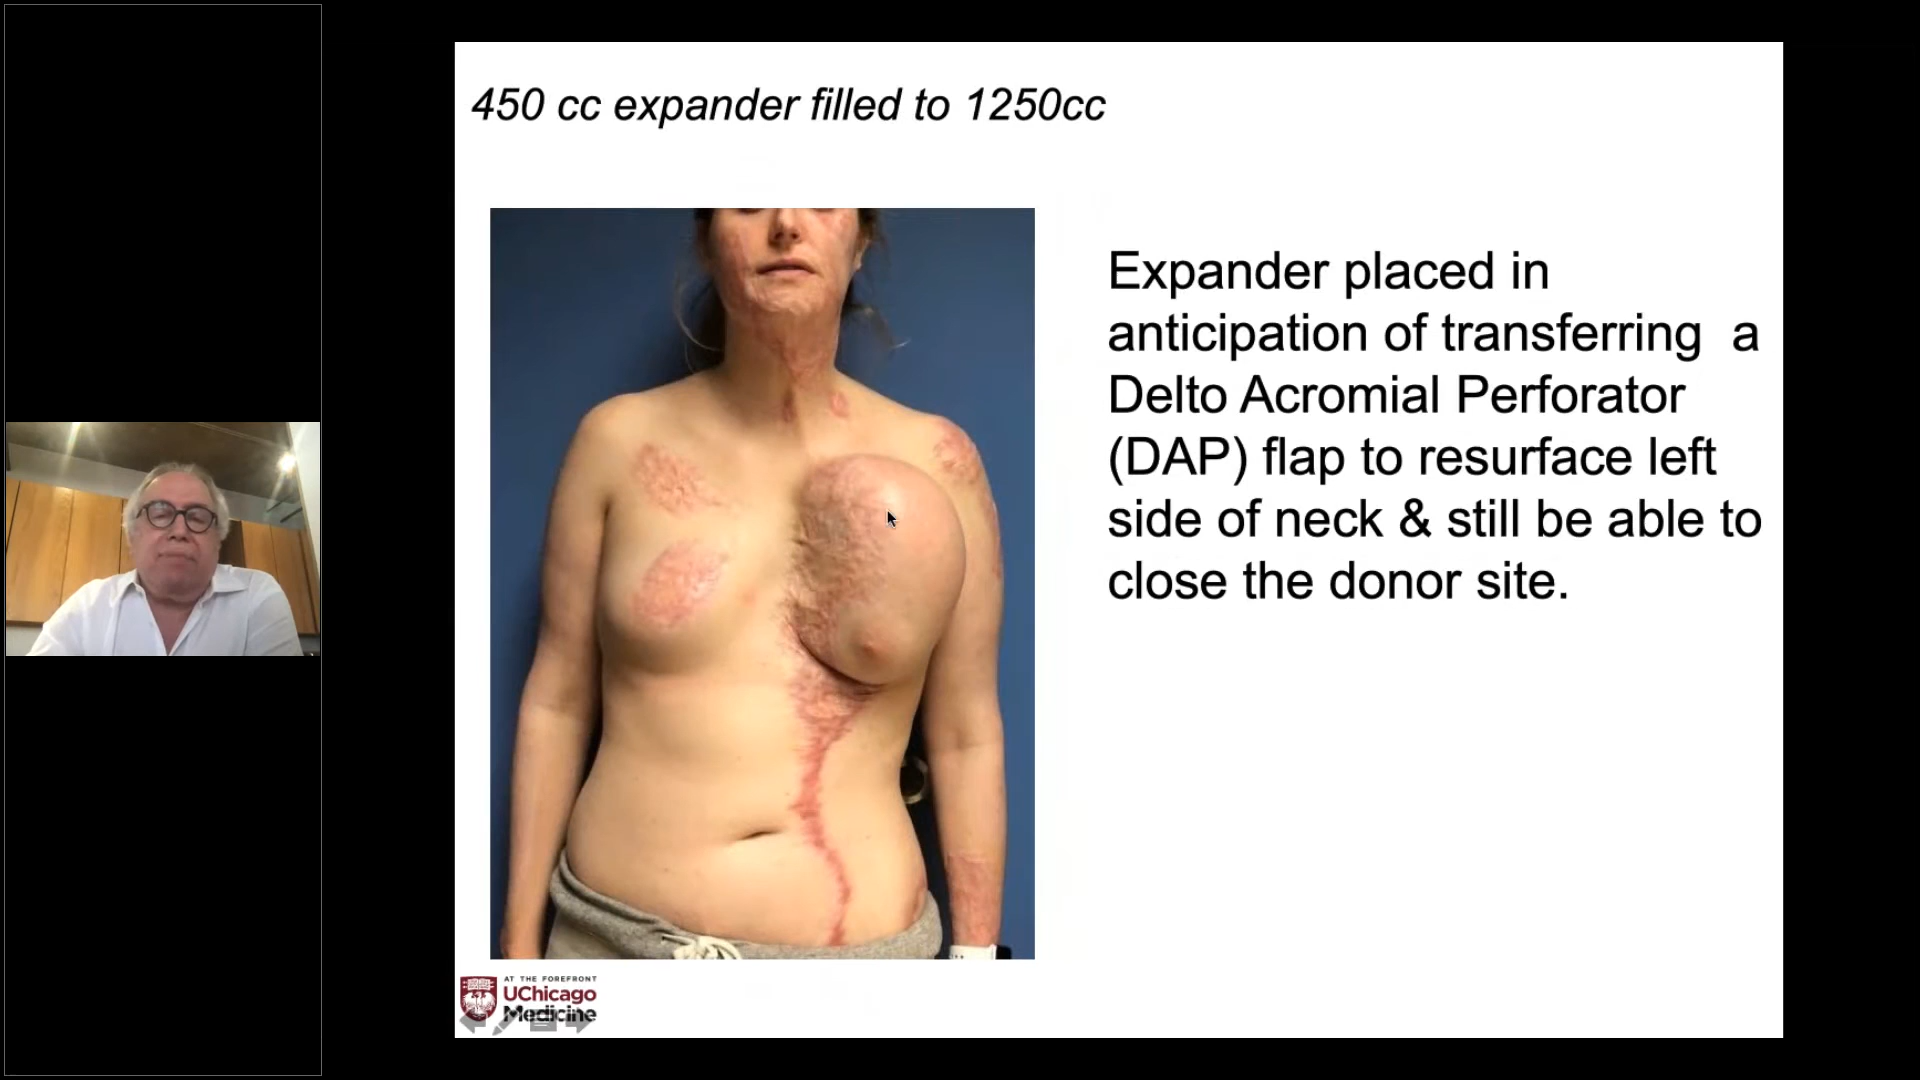 450 cc expander filled to 1250cc
Expander placed in
anticipation of transferring a
Delto Acromial Perforator
(DAP) flap to resurface left
side of neck & still be able to
close the donor site.
AT THE FOREFRONT
UChicago
Medicine